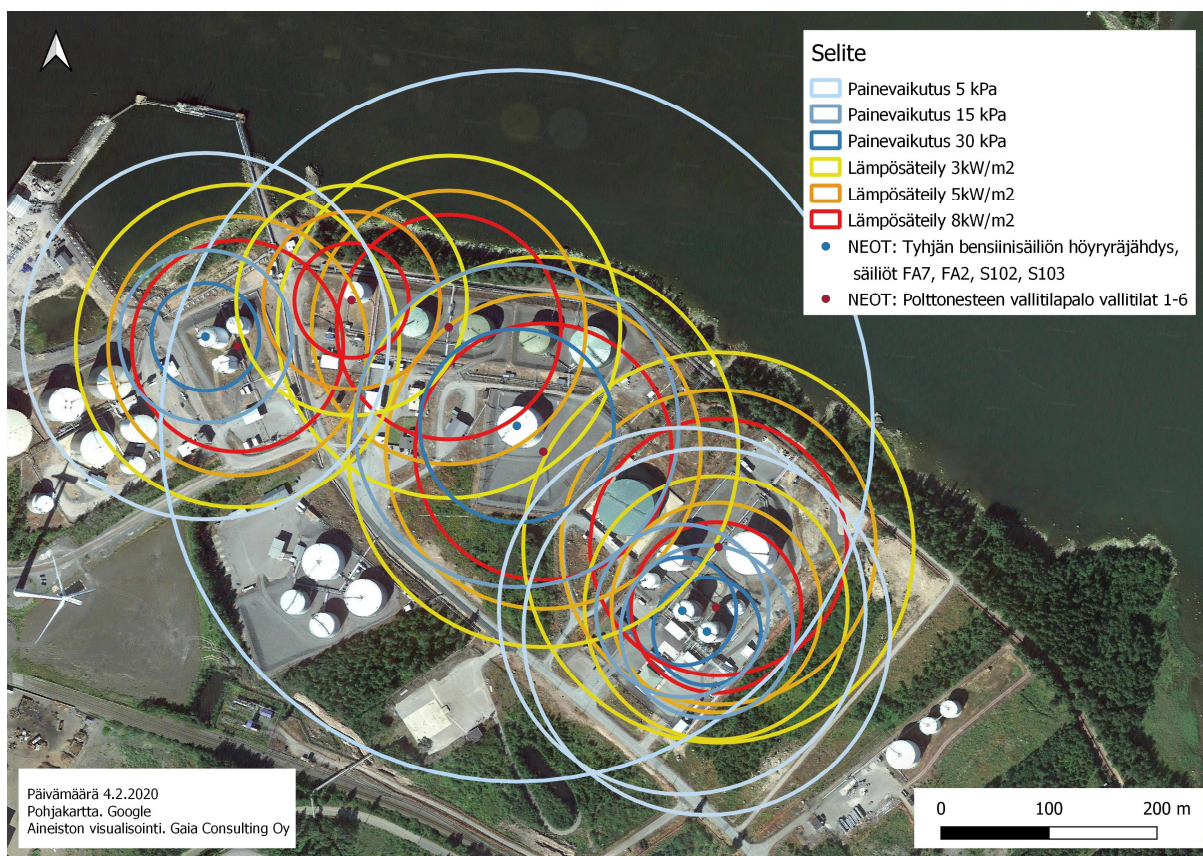 Selite
Painevaikutus 5 kPa
Painevaikutus 15 kPa
Painevaikutus 30 kPa
Lämpösäteily 3kW/m2
Lämpösäteily 5kW/m2
Lämpösäteily 8kW/m2
NEOT: Tyhjän bensiinisäiliön höyryräjähdys,
säiliöt FA7, FA2, S102, S103
NEOT: Polttonesteen vallitilapalo vallitilat 1-6
Päivämäärä 4.2.2020
Pohjakartta. Google
Aineiston visualisointi. Gaia Consulting Oy
0 100 200 m